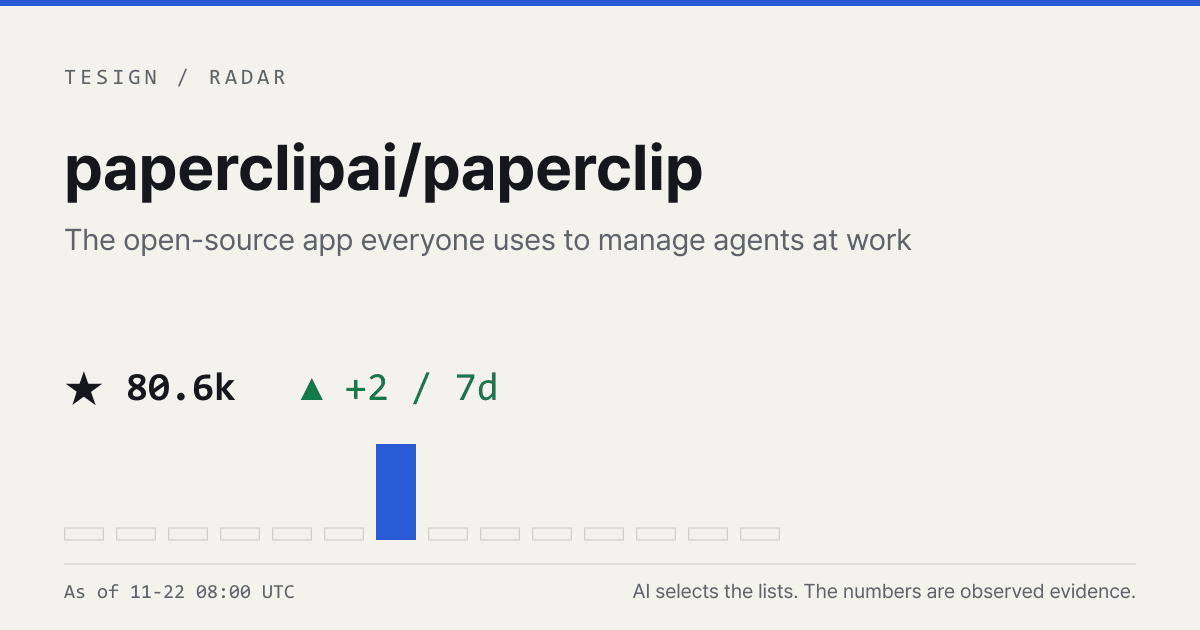 TESIGN / RADAR
paperclipai/paperclip
The open-source app everyone uses to manage agents at work
★ 80.6k ▲ +2 / 7d
As of 11-22 08:00 UTC
AI selects the lists. The numbers are observed evidence.